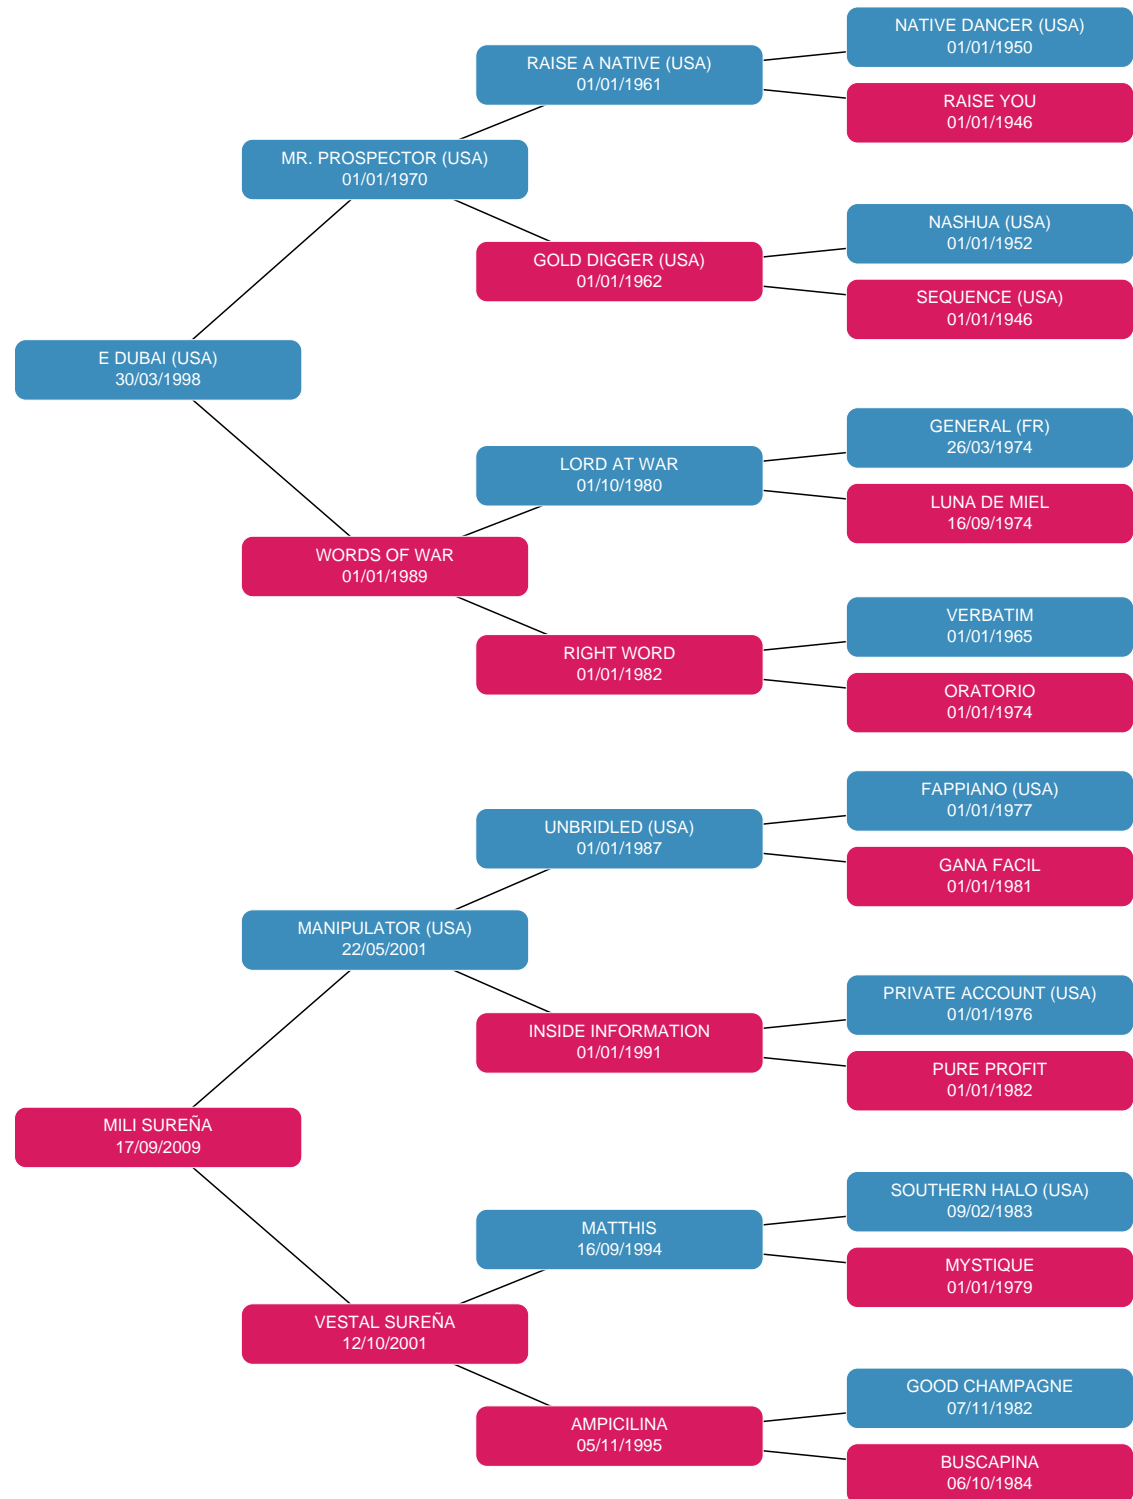 NATIVE DANCER (USA)
01/01/1950
RAISE A NATIVE (USA)
01/01/1961
RAISE YOU
01/01/1946
MR. PROSPECTOR (USA)
01/01/1970
NASHUA (USA)
01/01/1952
GOLD DIGGER (USA)
01/01/1962
SEQUENCE (USA)
01/01/1946
E DUBAI (USA)
30/03/1998
GENERAL (FR)
26/03/1974
LORD AT WAR
01/10/1980
LUNA DE MIEL
16/09/1974
WORDS OF WAR
01/01/1989
VERBATIM
01/01/1965
RIGHT WORD
01/01/1982
ORATORIO
01/01/1974
FAPPIANO (USA)
01/01/1977
UNBRIDLED (USA)
01/01/1987
GANA FACIL
01/01/1981
MANIPULATOR (USA)
22/05/2001
PRIVATE ACCOUNT (USA)
01/01/1976
INSIDE INFORMATION
01/01/1991
PURE PROFIT
01/01/1982
MILI SUREÑA
17/09/2009
SOUTHERN HALO (USA)
09/02/1983
MATTHIS
16/09/1994
MYSTIQUE
01/01/1979
VESTAL SUREÑA
12/10/2001
GOOD CHAMPAGNE
07/11/1982
AMPICILINA
05/11/1995
BUSCAPINA
06/10/1984